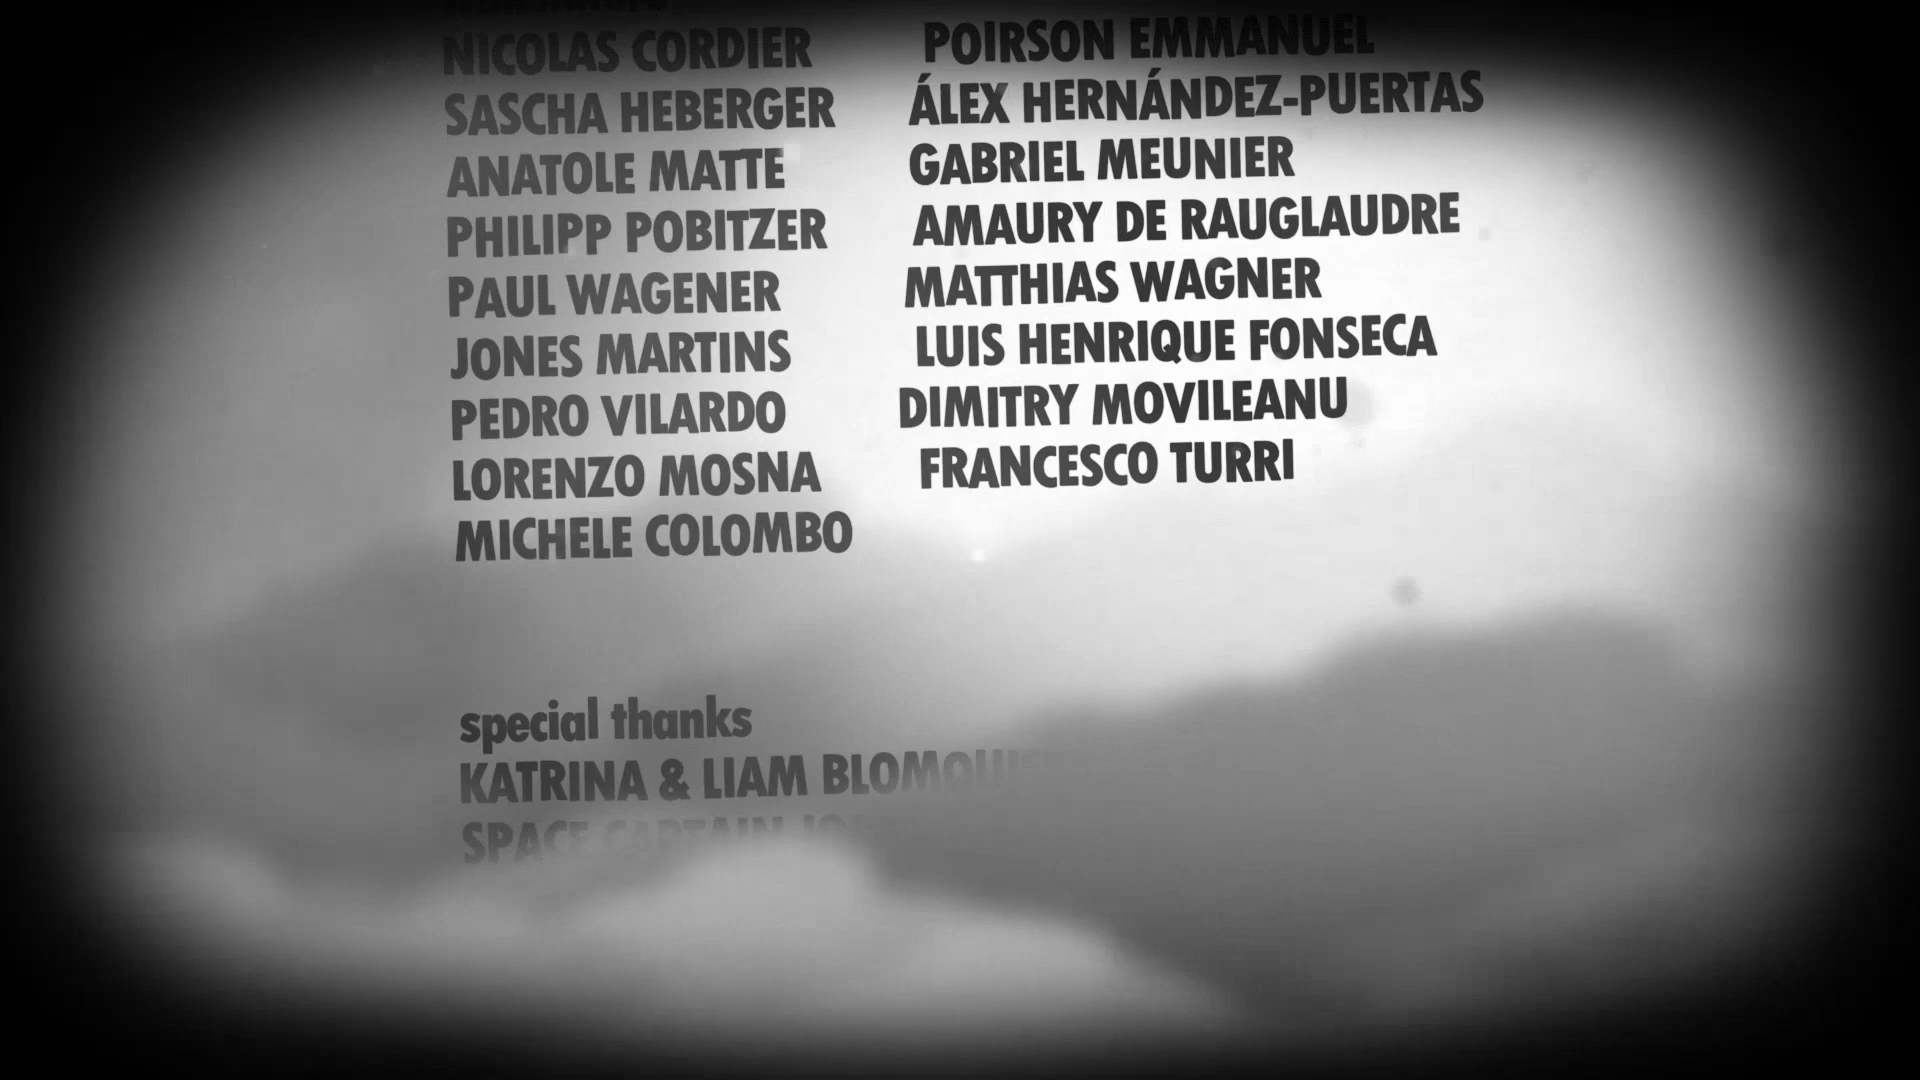 NICOLAS CORDIER
SASCHA HEBERGER
ANATOLE MATTE
PHILIPP POBITZER
PAUL WAGENER
JONES MARTINS
PEDRO VILARDO
LORENZO MOSNA
MICHELE COLOMBO
POIRSON EMMANUEL
ÁLEX HERNÁNDEZ-PUERTAS
GABRIEL MEUNIER
AMAURY DE RAUGLAUDRE
MATTHIAS WAGNER
LUIS HENRIQUE FONSECA
DIMITRY MOVILEANU
FRANCESCO TURRI
special thanks
KATRINA & LIAM
SPACE CAPTAIN